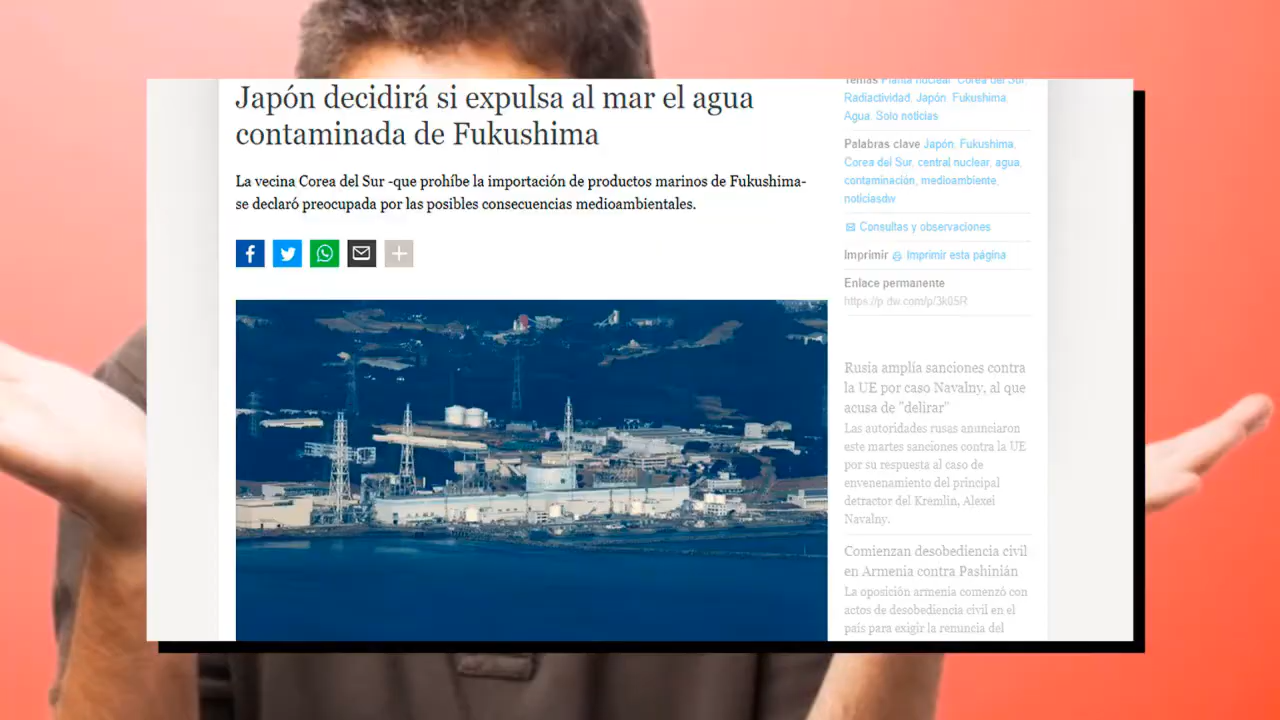 Japón decidirá si expulsa al mar el agua
contaminada de Fukushima
La vecina Corea del Sur -que prohíbe la importación de productos marinos de Fukushima-
se declaró preocupada por las posibles consecuencias medioambientales.
Temas Planta nuclear, Corea del Sur,
Radiactividad, Japón, Fukushima,
Agua, Solo noticias
Palabras clave Japón, Fukushima,
Corea del Sur, central nuclear, agua,
contaminación, medioambiente,
noticiasdw
Consultas y observaciones
Imprimir Imprimir esta página
Enlace permanente
https://p.dw.com/p/3k05R
Rusia amplía sanciones contra
la UE por caso Navalny, al que
acusa de "delirar"
Las autoridades rusas anunciaron
este martes sanciones contra la UE
por su respuesta al caso de
envenenamiento del principal
detractor del Kremlin, Alexei
Navalny.
Comienzan desobediencia civil
en Armenia contra Pashinián
La oposición armenia comenzó con
actos de desobediencia civil en el
país para exigir la renuncia del